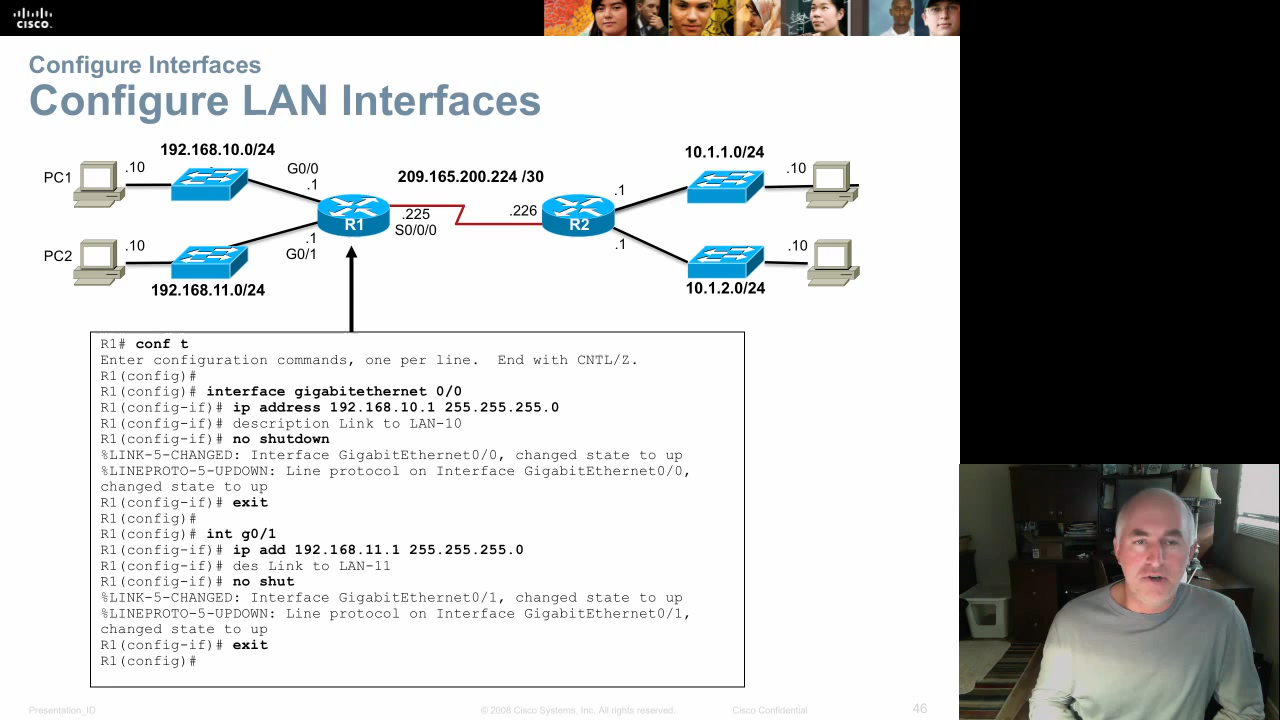 CISCO.
Configure Interfaces
Configure LAN Interfaces
192.168.10.0/24
10.1.1.0/24
PC1
.10
G0/0
.1
209.165.200.224 /30
.1
.10
.225
S0/0/0
.226
R1
R2
PC2
.10
.1
G0/1
.1
.10
192.168.11.0/24
10.1.2.0/24
R1# conf t
Enter configuration commands, one per line.  End with CNTL/Z.
R1(config)#
R1(config)# interface gigabitethernet 0/0
R1(config-if)# ip address 192.168.10.1 255.255.255.0
R1(config-if)# description Link to LAN-10
R1(config-if)# no shutdown
%LINK-5-CHANGED: Interface GigabitEthernet0/0, changed state to up
%LINEPROTO-5-UPDOWN: Line protocol on Interface GigabitEthernet0/0,
changed state to up
R1(config-if)# exit
R1(config)#
R1(config)# int g0/1
R1(config-if)# ip add 192.168.11.1 255.255.255.0
R1(config-if)# des Link to LAN-11
R1(config-if)# no shut
%LINK-5-CHANGED: Interface GigabitEthernet0/1, changed state to up
%LINEPROTO-5-UPDOWN: Line protocol on Interface GigabitEthernet0/1,
changed state to up
R1(config-if)# exit
R1(config)#
Presentation_ID
© 2008 Cisco Systems, Inc. All rights reserved.
Cisco Confidential
46